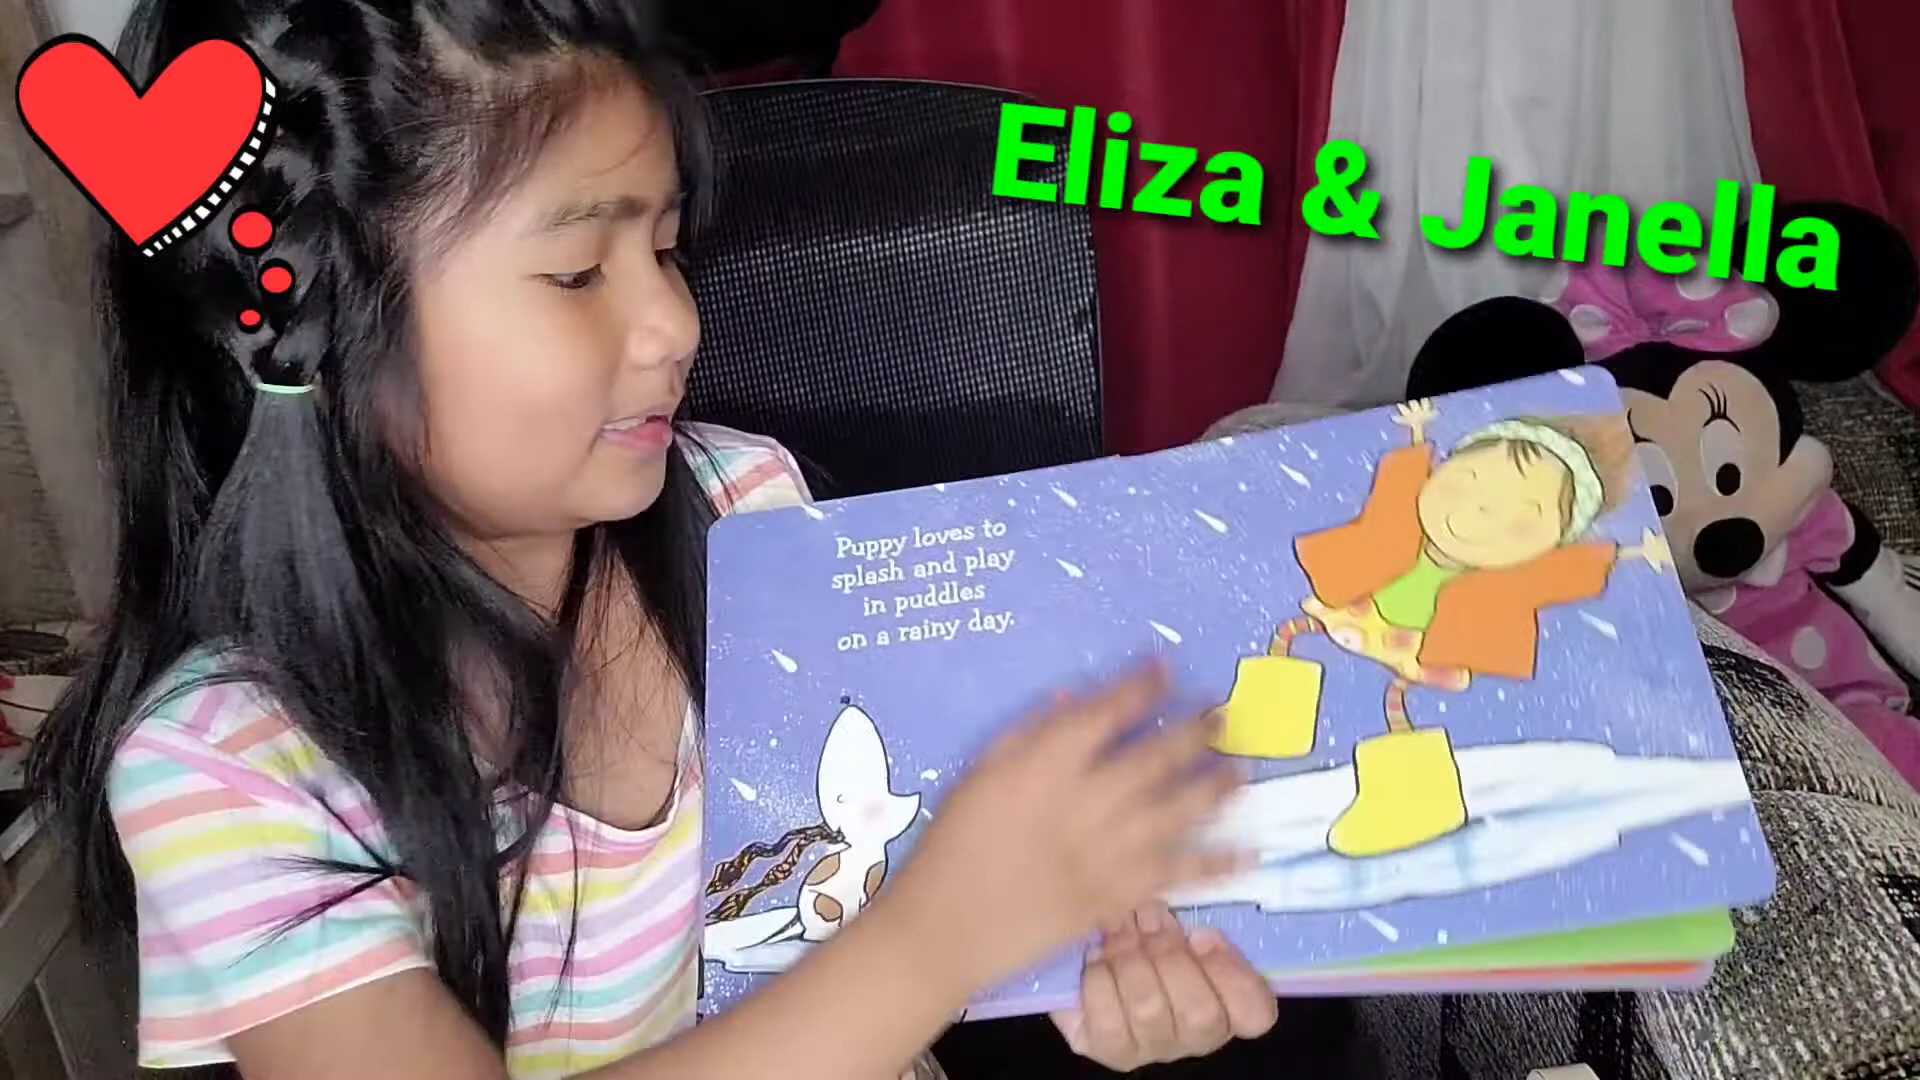 Eliza & Janella
Puppy loves to
splash and play
in puddles
on a rainy day.